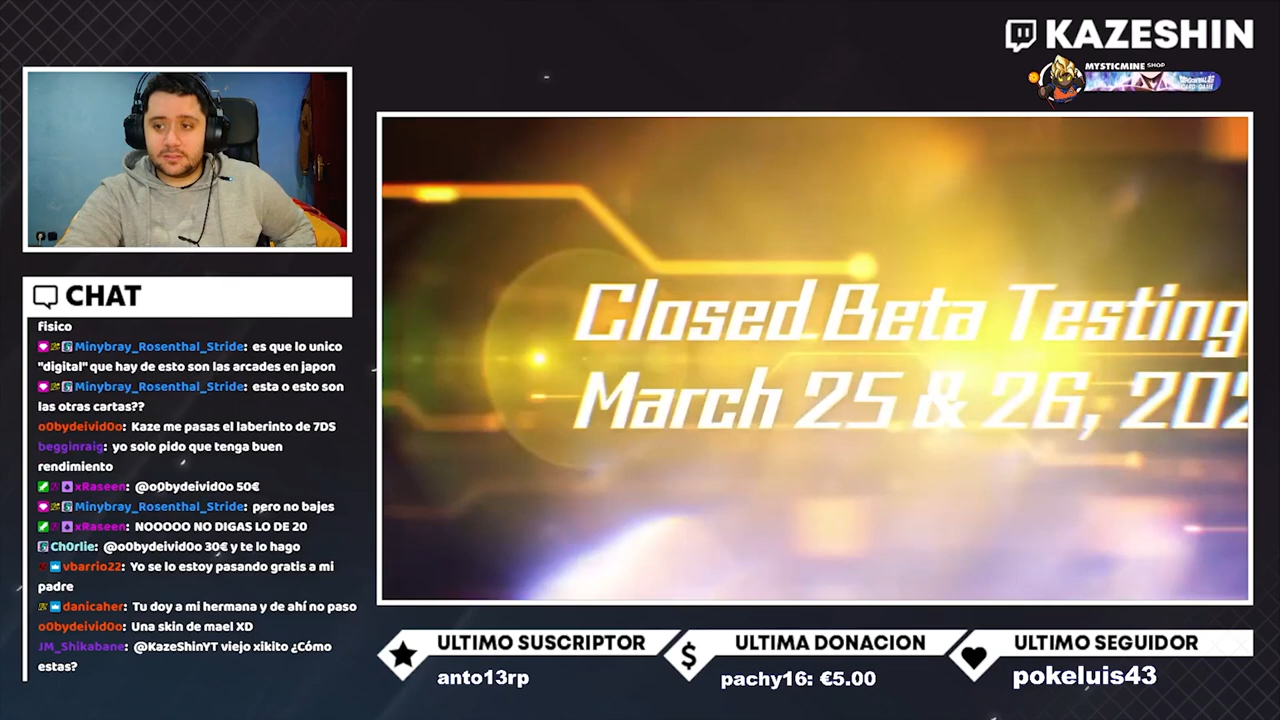 KAZESHIN
MYSTICMINE SHOP
CHAT
Closed Beta Testing
March 25 & 26, 202
fisico
Minybray_Rosenthal_Stride: es que lo unico
"digital" que hay de esto son las arcades en japon
Minybray_Rosenthal_Stride: esta o esto son
las otras cartas??
o0bydeivid0o: Kaze me pasas el laberinto de 7DS
begginraig: yo solo pido que tenga buen
rendimiento
xRaseen: @o0bydeivid0o 50€
Minybray_Rosenthal_Stride: pero no bajes
xRaseen: NOOOOO NO DIGAS LO DE 20
Ch0rlie: @o0bydeivid0o 30€ y te lo hago
vbarrio22: Yo se lo estoy pasando gratis a mi
padre
danicaher: Tu doy a mi hermana y de ahí no paso
o0bydeivid0o: Una skin de mael XD
JM_Shikabane: @KazeShinYT viejo xikito ¿Cómo
estas?
ULTIMO SUSCRIPTOR
anto13rp
ULTIMA DONACION
pachy16: €5.00
ULTIMO SEGUIDOR
pokeluis43